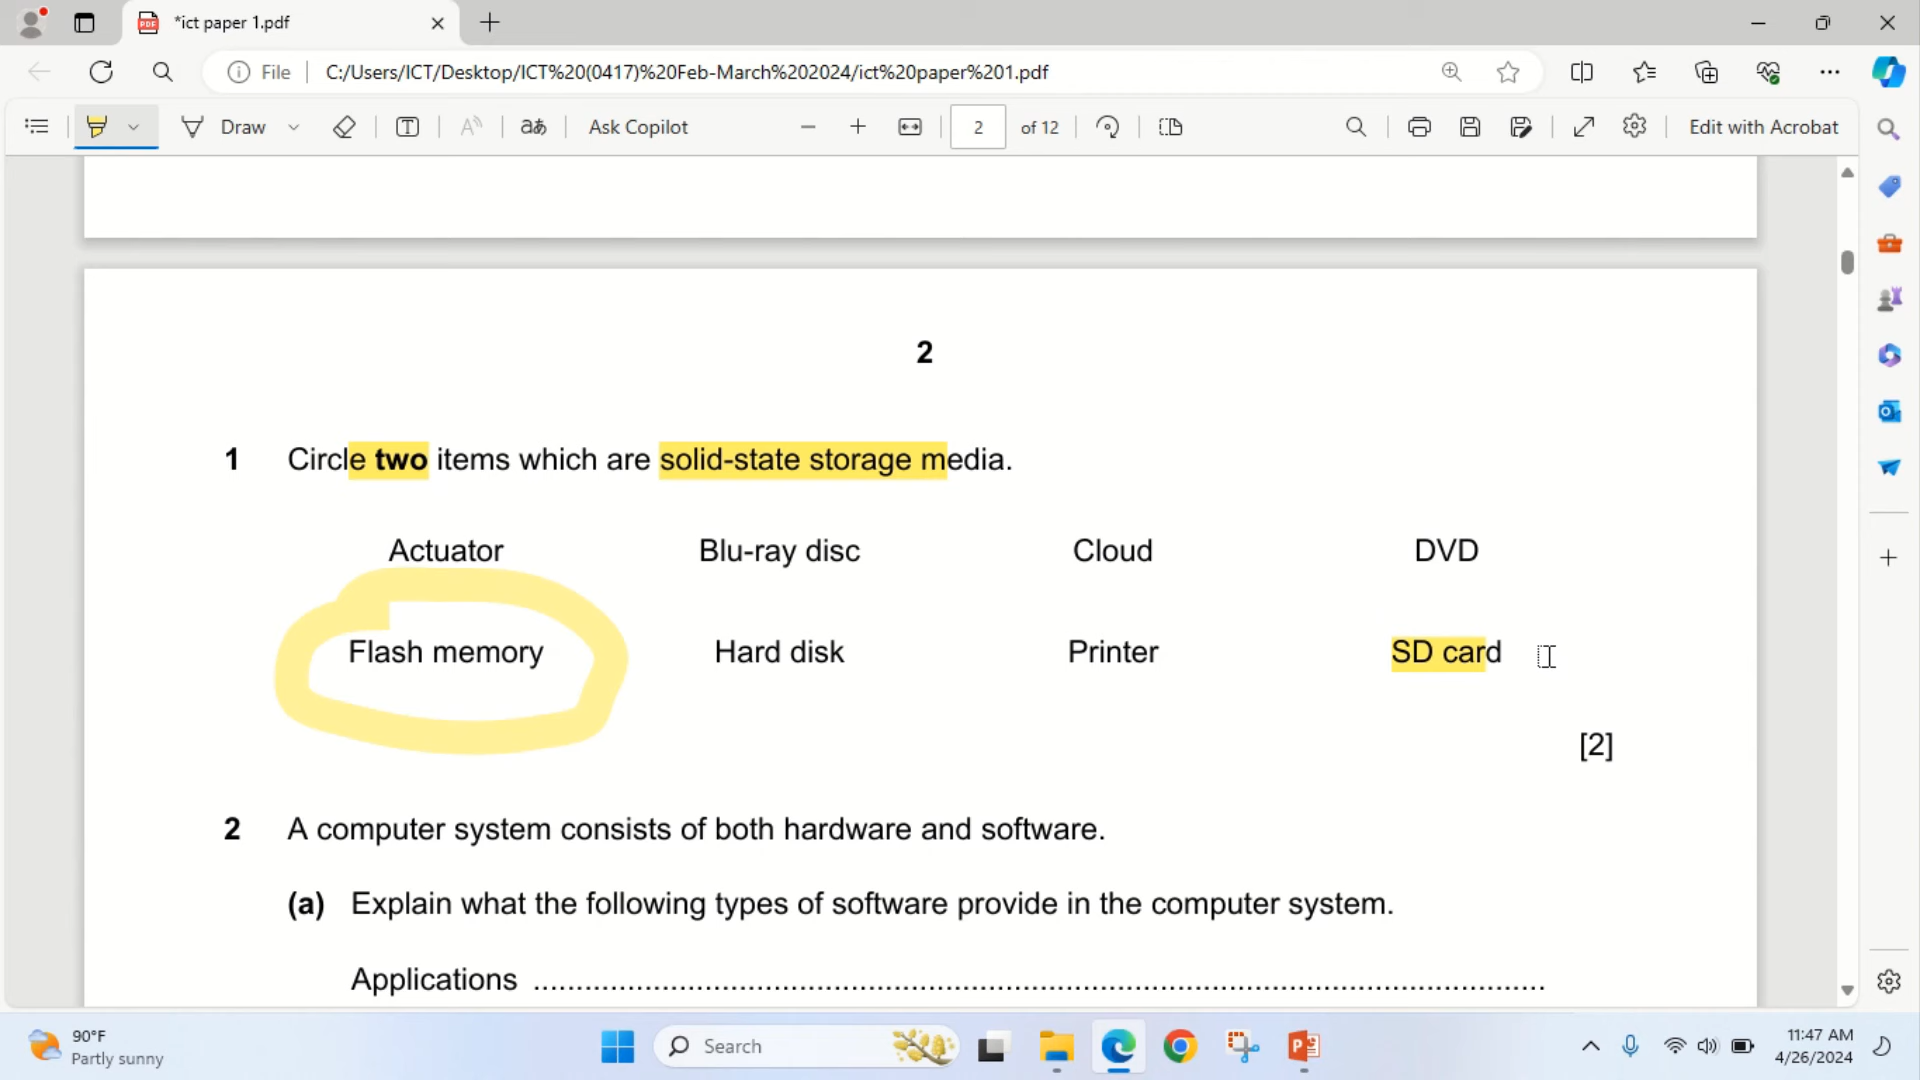 *ict paper 1.pdf
File
C:/Users/ICT/Desktop/ICT%20(0417)%20Feb-March%202024/ict%20paper%201.pdf
Draw
aあ
Ask Copilot
2
of 12
Edit with Acrobat
2
1 Circle two items which are solid-state storage media.
Actuator Blu-ray disc Cloud DVD
Flash memory Hard disk Printer SD card
[2]
2 A computer system consists of both hardware and software.
(a) Explain what the following types of software provide in the computer system.
Applications ..........................................................................................................................
90°F
Partly sunny
Search
11:47 AM
4/26/2024